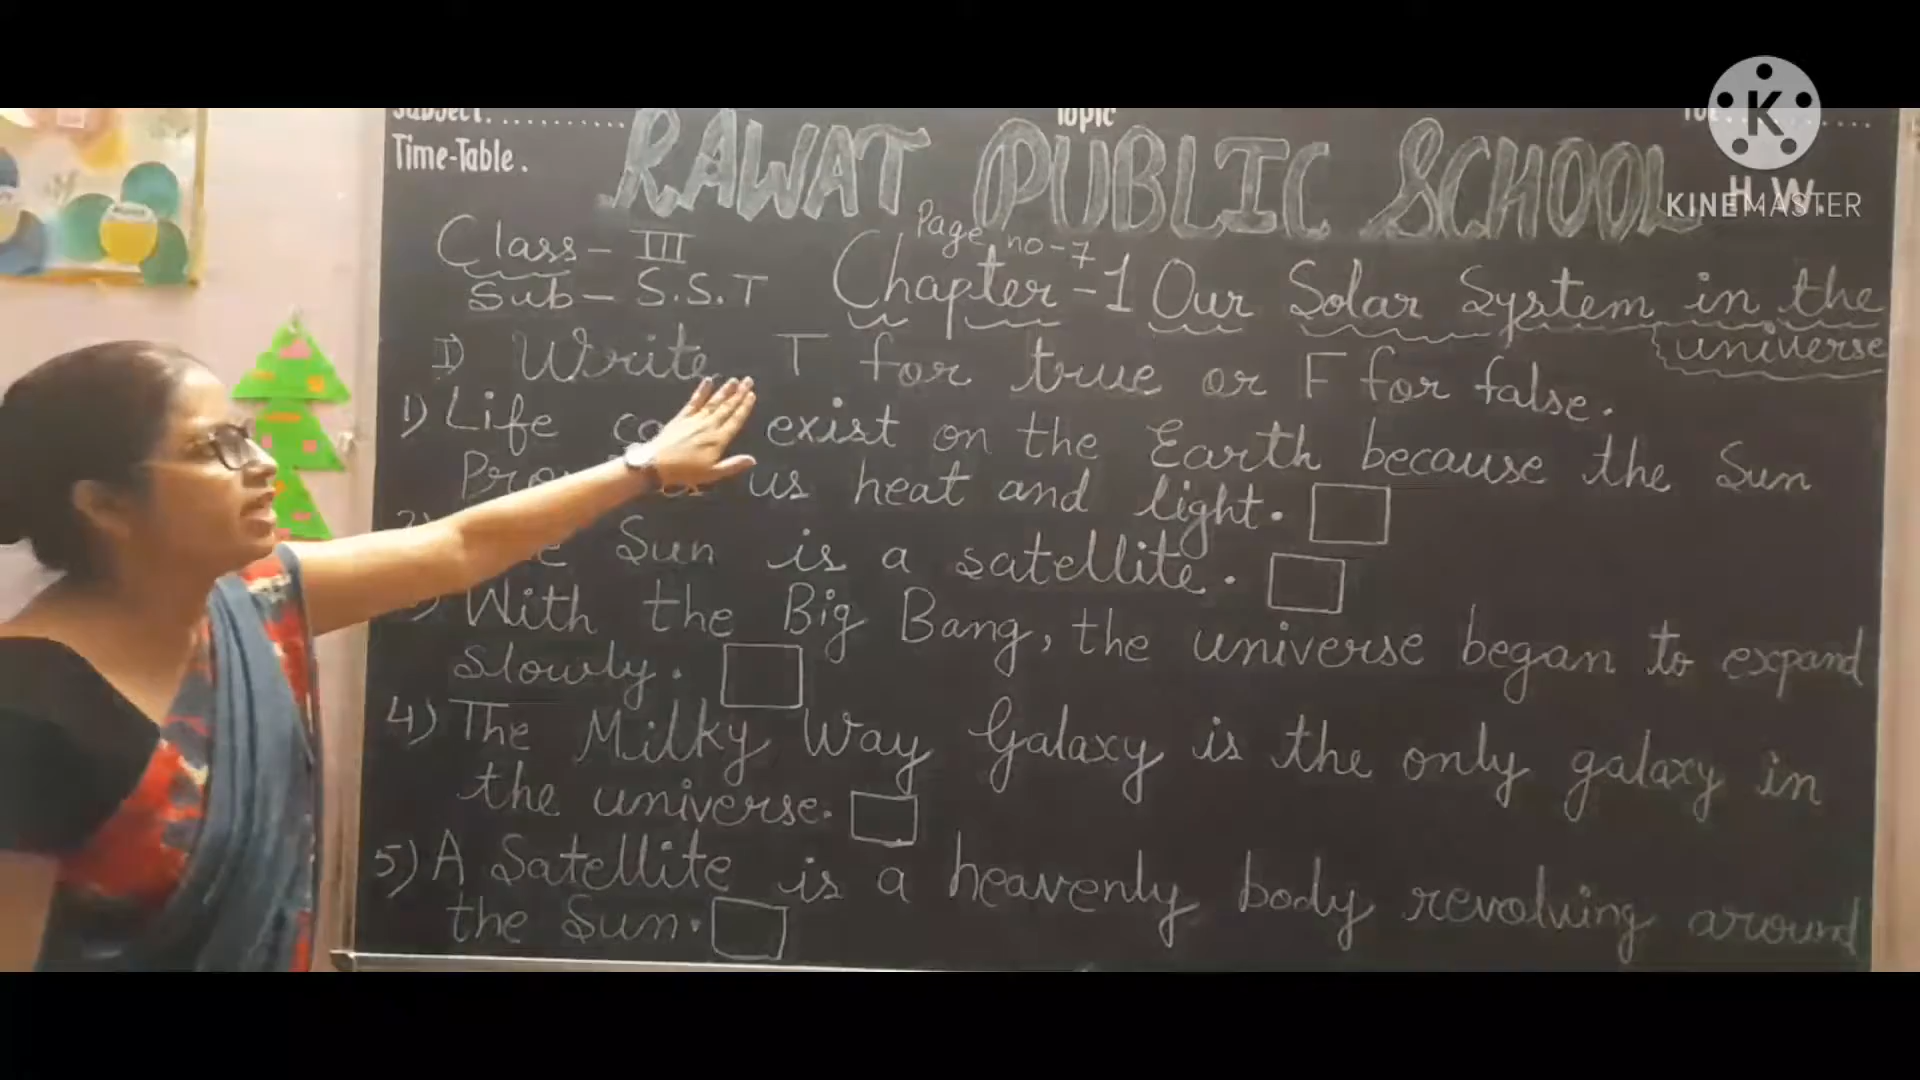 Subject...........
Topic
Time-Table.
RAWAT PUBLIC SCHOOL
H.W.
KINEMASTER
Page no-7
Class- III
Sub- S.S.T
Chapter-1 Our Solar System in the
universe
I) Write T for true or F for false.
1) Life exist on the Earth because the Sun
us heat and light.
Sun is a satellite.
With the Big Bang, the universe began to expand
slowly.
4) The Milky Way Galaxy is the only galaxy in
the universe.
5) A Satellite is a heavenly body revolving around
the Sun.